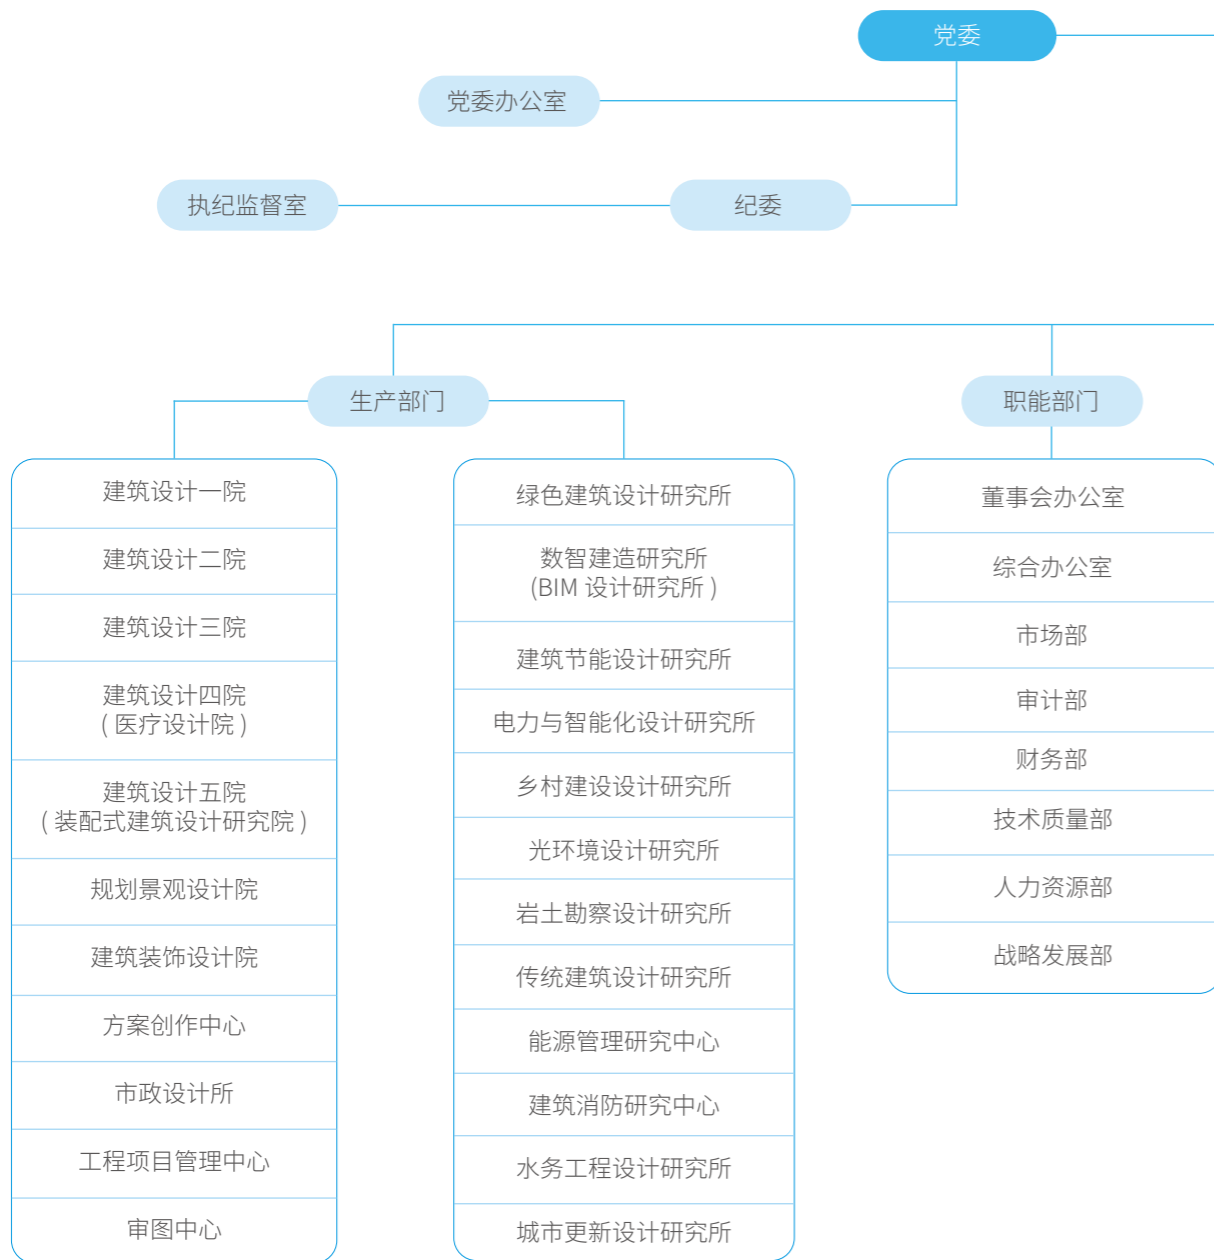 党委
党委办公室
执纪监督室
纪委
生产部门
职能部门
建筑设计一院
建筑设计二院
建筑设计三院
建筑设计四院
( 医疗设计院 )
建筑设计五院
( 装配式建筑设计研究院 )
规划景观设计院
建筑装饰设计院
方案创作中心
市政设计所
工程项目管理中心
审图中心
绿色建筑设计研究所
数智建造研究所
(BIM 设计研究所 )
建筑节能设计研究所
电力与智能化设计研究所
乡村建设设计研究所
光环境设计研究所
岩土勘察设计研究所
传统建筑设计研究所
能源管理研究中心
建筑消防研究中心
水务工程设计研究所
城市更新设计研究所
董事会办公室
综合办公室
市场部
审计部
财务部
技术质量部
人力资源部
战略发展部